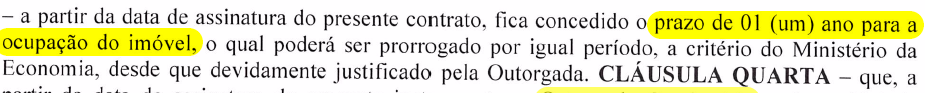 – a partir da data de assinatura do presente contrato, fica concedido o prazo de 01 (um) ano para a
ocupação do imóvel, o qual poderá ser prorrogado por igual período, a critério do Ministério da
Economia, desde que devidamente justificado pela Outorgada. CLÁUSULA QUARTA – que, a